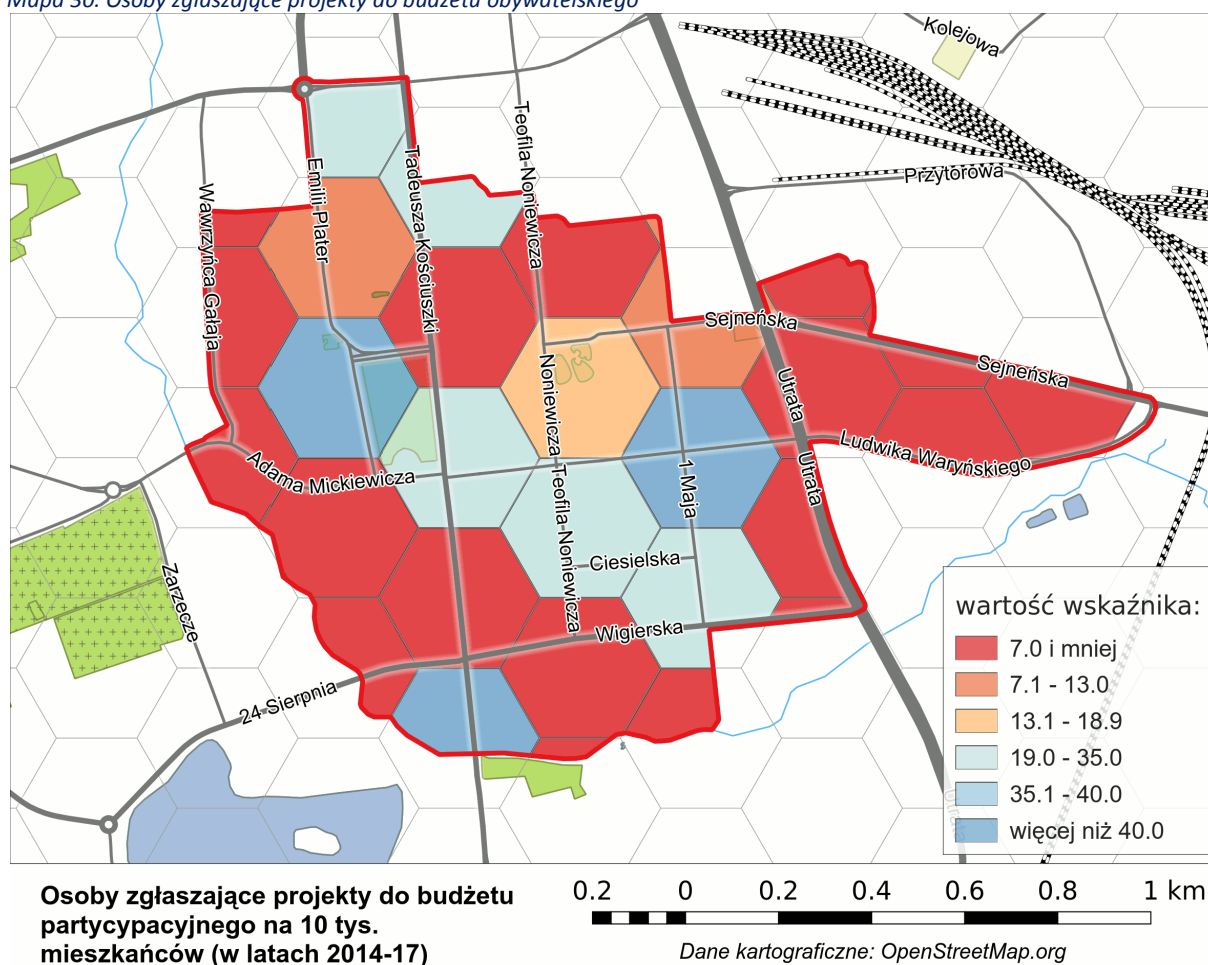 Mapa 30. Osoby zgłaszające projekty do budżetu obywatelskiego
Kolejowa
Teofila-Noniewicza
Przytorowa
Tadeusza Kościuszki
Emilii-Plater
Wawrzyńca Gałaja
Sejneńska
Sejneńska
Noniewicza-Teofila-Noniewicza
Utrata
Ludwika Waryńskiego
Adama Mickiewicza
1 Maja
Utrata
Ciesielska
Zarzecze
Wigierska
24 Sierpnia
wartość wskaźnika:
7.0 i mniej
7.1 - 13.0
13.1 - 18.9
19.0 - 35.0
35.1 - 40.0
więcej niż 40.0
Osoby zgłaszające projekty do budżetu
partycypacyjnego na 10 tys.
mieszkańców (w latach 2014-17)
0.2 0 0.2 0.4 0.6 0.8 1 km
Dane kartograficzne: OpenStreetMap.org